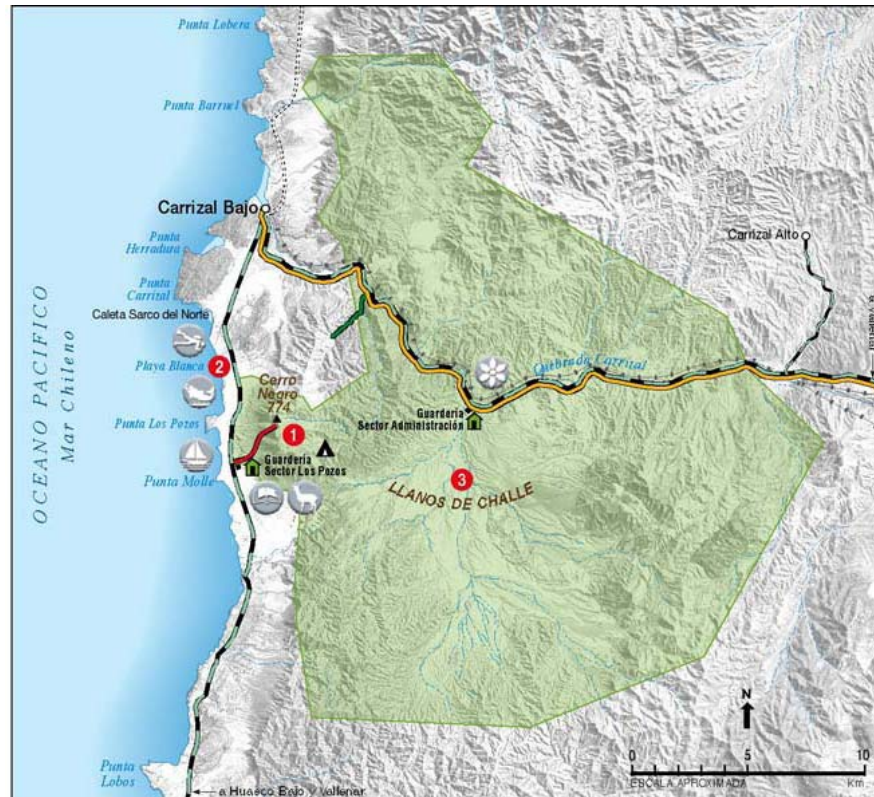 Punta Lobera
Punta Barruel
Carrizal Bajo
Carrizal Alto
Punta
Herradura
Punta
Carrizal
OCEANO PACIFICO
Mar Chileno
Caleta Sarco del Norte
Playa Blanca
2
Cerro
Negro
774
Quebrada Carrizal
a Vallenar
Punta Los Pozos
1
Guardería
Sector Administración
Guardería
Sector Los Pozos
Punta Molle
3
LLANOS DE CHALLE
N
0 5 10
ESCALA APROXIMADA Km.
Punta
Lobos
a Huasco Bajo y Vallenar